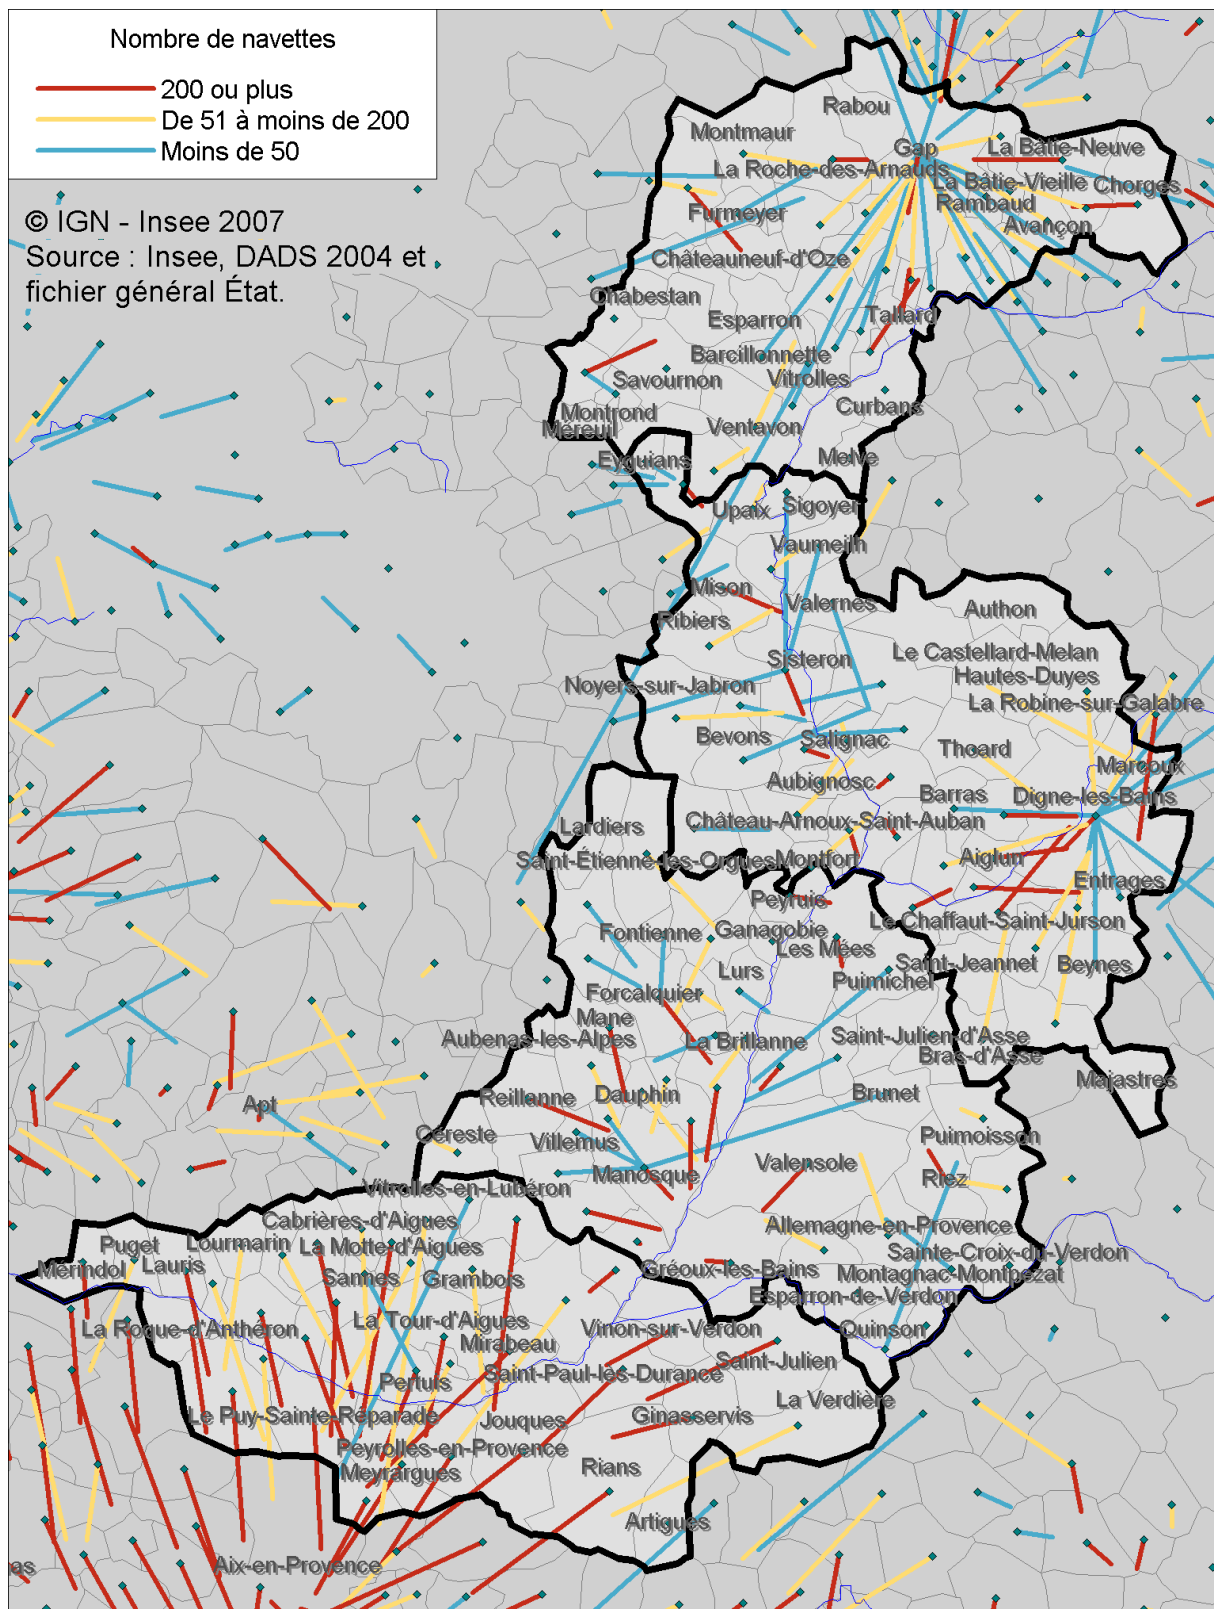 Nombre de navettes
200 ou plus
De 51 à moins de 200
Moins de 50
© IGN - Insee 2007
Source : Insee, DADS 2004 et
fichier général État.
Rabou
Montmaur
Gap
La Bâtie-Neuve
La Roche-des-Arnauds
La Bâtie-Vieille
Chorges
Rambaud
Furmeyer
Avançon
Châteauneuf-d'Oze
Chabestan
Esparron
Tallard
Barcillonnette
Savournon
Vitrolles
Curbans
Montrond
Méreuil
Ventavon
Eyguians
Melve
Upaix
Sigoyer
Vaumeilh
Mison
Valernes
Authon
Ribiers
Le Castellard-Melan
Sisteron
Hautes-Duyes
Noyers-sur-Jabron
La Robine-sur-Galabre
Bevons
Salignac
Thoard
Marcoux
Aubignosc
Barras
Digne-les-Bains
Lardiers
Château-Arnoux-Saint-Auban
Saint-Étienne-les-Orgues
Montfort
Aiglun
Entrages
Peyruis
Le Chaffaut-Saint-Jurson
Fontienne
Ganagobie
Les Mées
Lurs
Saint-Jeannet
Beynes
Puimichel
Forcalquier
Mane
Aubenas-les-Alpes
La Brillanne
Saint-Julien-d'Asse
Bras-d'Asse
Majastres
Reillanne
Dauphin
Brunet
Apt
Céreste
Villemus
Puimoisson
Manosque
Valensole
Riez
Vitrolles-en-Lubéron
Cabrières-d'Aigues
Allemagne-en-Provence
Puget
Lourmarin
La Motte-d'Aigues
Sainte-Croix-du-Verdon
Mérindol
Lauris
Sannes
Grambois
Gréoux-les-Bains
Montagnac-Montpezat
Esparron-de-Verdon
La Roque-d'Anthéron
La Tour-d'Aigues
Vinon-sur-Verdon
Quinson
Mirabeau
Saint-Julien
Pertuis
Saint-Paul-lès-Durance
La Verdière
Le Puy-Sainte-Réparade
Jouques
Ginasservis
Peyrolles-en-Provence
Meyrargues
Rians
Artigues
Aix-en-Provence
as